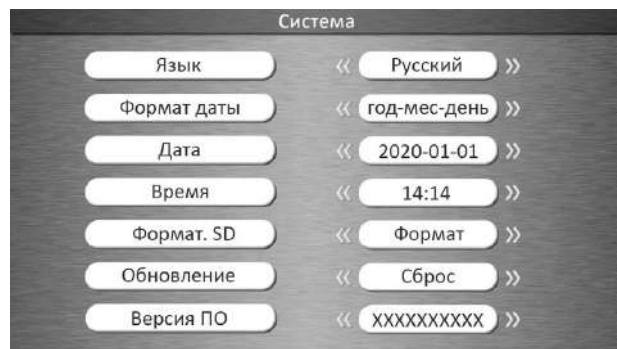 Система
Язык « Русский »
Формат даты « год-мес-день »
Дата « 2020-01-01 »
Время « 14:14 »
Формат. SD « Формат »
Обновление « Сброс »
Версия ПО « XXXXXXXXXX »